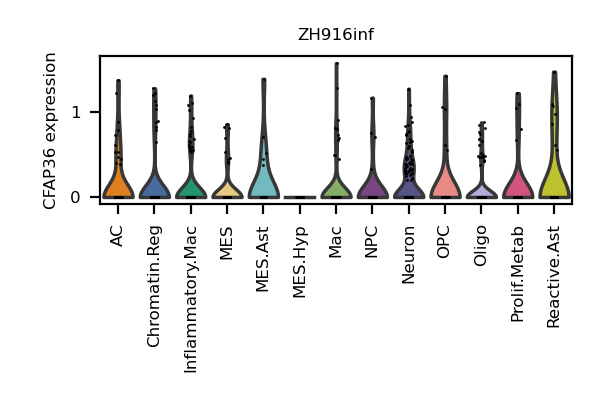 ZH916inf
CFAP36 expression
1
0
AC
Chromatin.Reg
Inflammatory.Mac
MES
MES.Ast
MES.Hyp
Mac
NPC
Neuron
OPC
Oligo
Prolif.Metab
Reactive.Ast